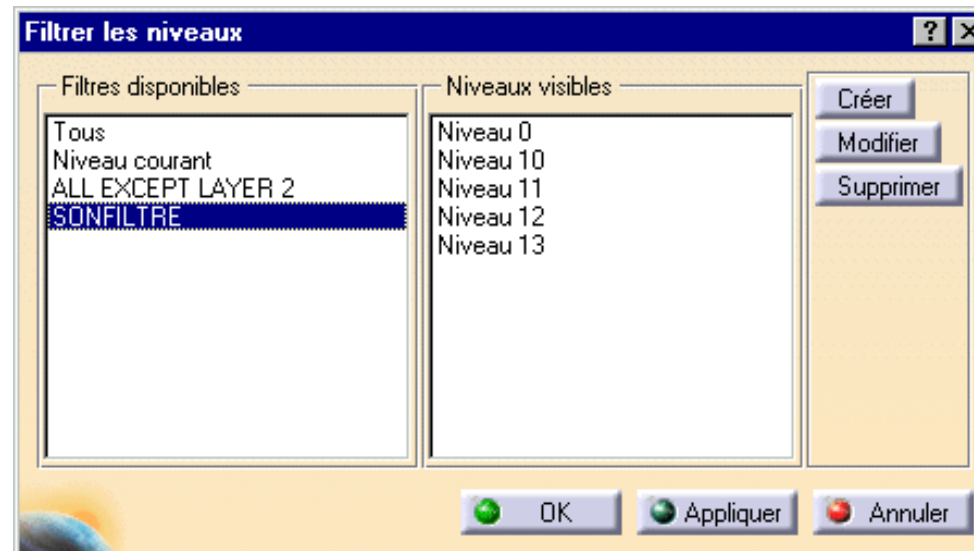 Filtrer les niveaux
Filtres disponibles
Tous
Niveau courant
ALL EXCEPT LAYER 2
SONFILTRE
Niveaux visibles
Niveau 0
Niveau 10
Niveau 11
Niveau 12
Niveau 13
Créer
Modifier
Supprimer
OK
Appliquer
Annuler